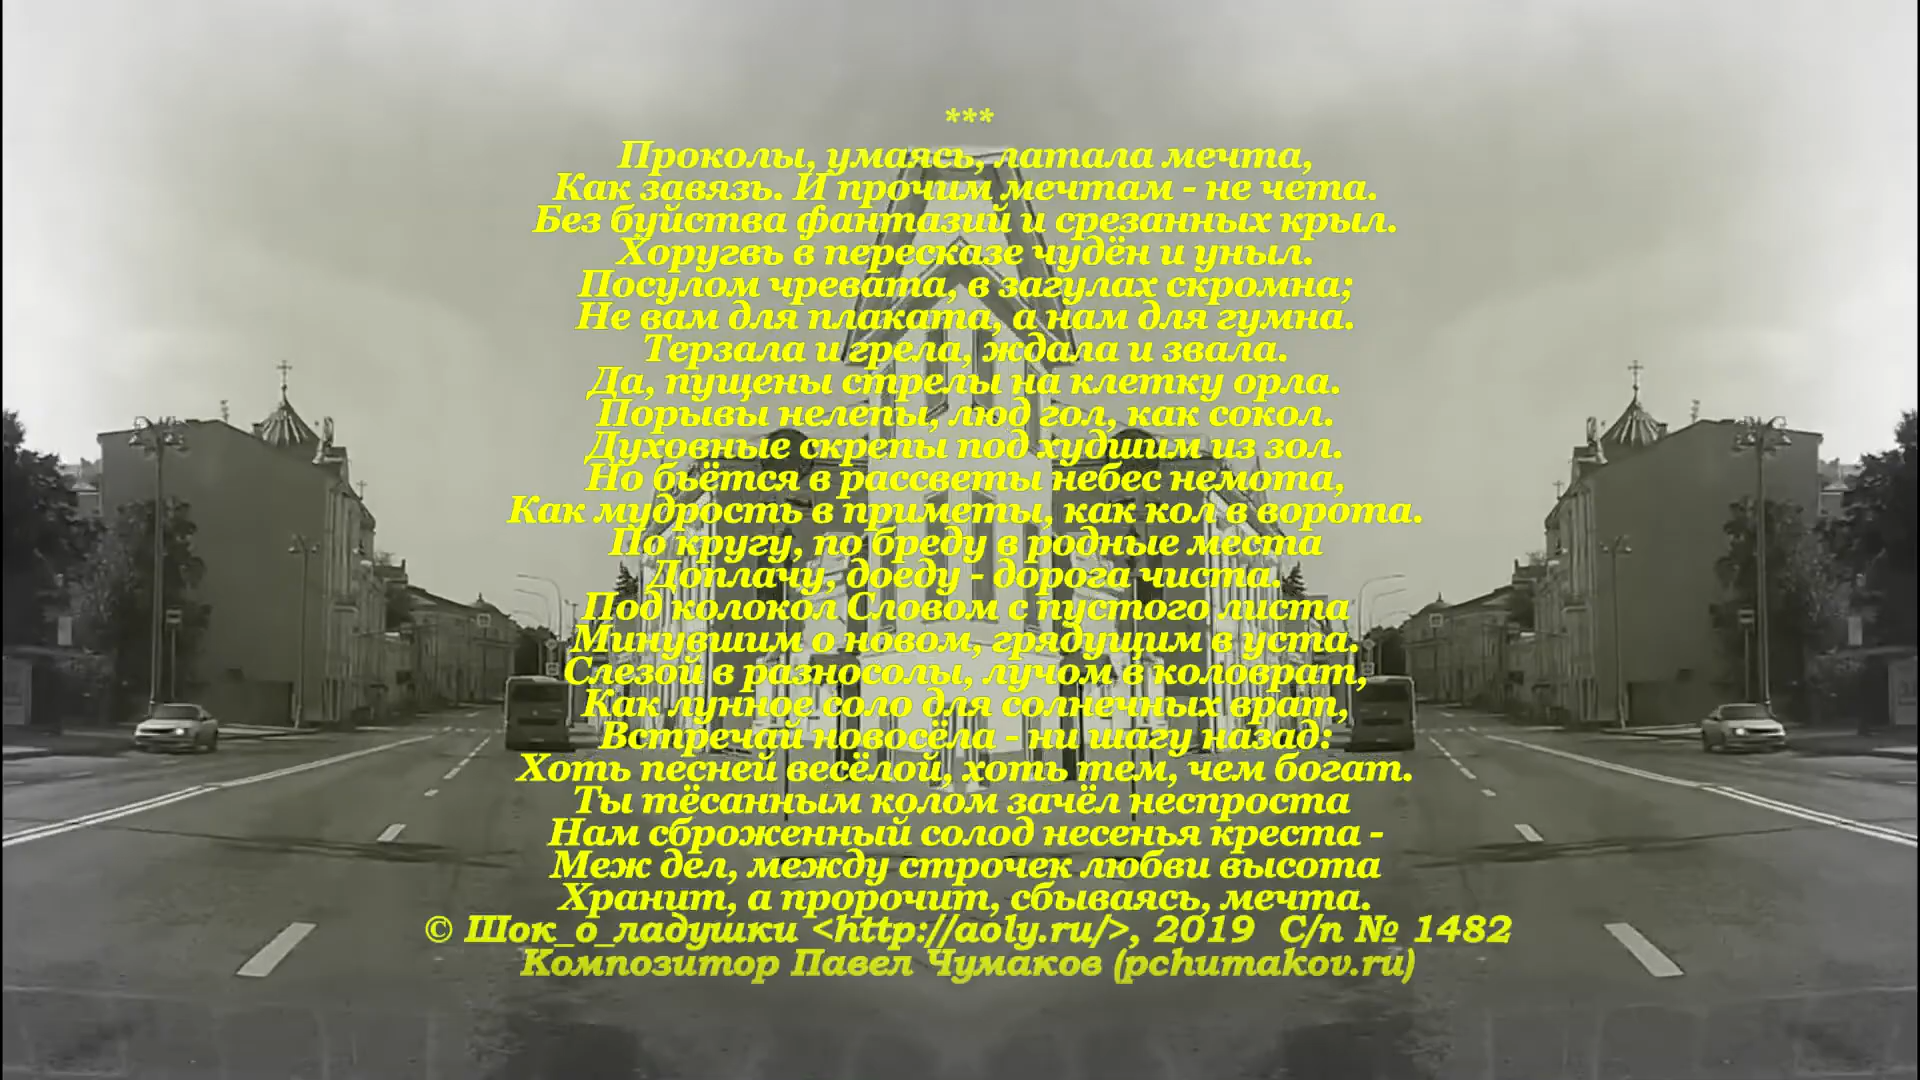 ***
Проколы, умаясь, латала мечта,
Как завязь. И прочим мечтам - не чета.
Без буйства фантазий и срезанных крыл.
Хоругвь в пересказе чудён и уныл.
Посулом чревата, в загулах скромна;
Не вам для плаката, а нам для гумна.
Терзала и грела, ждала и звала.
Да, пущены стрелы на клетку орла.
Порывы нелепы, люд гол, как сокол.
Духовные скрепы под худшим из зол.
Но бьётся в рассветы небес немота,
Как мудрость в приметы, как кол в ворота.
По кругу, по бреду в родные места
Доплачу, доеду - дорога чиста.
Под колокол Словом с пустого листа
Минувшим о новом, грядущим в уста.
Слезой в разносолы, лучом в коловрат,
Как лунное соло для солнечных врат,
Встречай новосёла - ни шагу назад:
Хоть песней весёлой, хоть тем, чем богат.
Ты тёсанным колом зачёл неспроста
Нам сброженный солод несенья креста -
Меж дел, между строчек любви высота
Хранит, а пророчит, сбываясь, мечта.
© Шок_о_ладушки <http://aoly.ru/>, 2019 С/п № 1482
Композитор Павел Чумаков (pchumakov.ru)